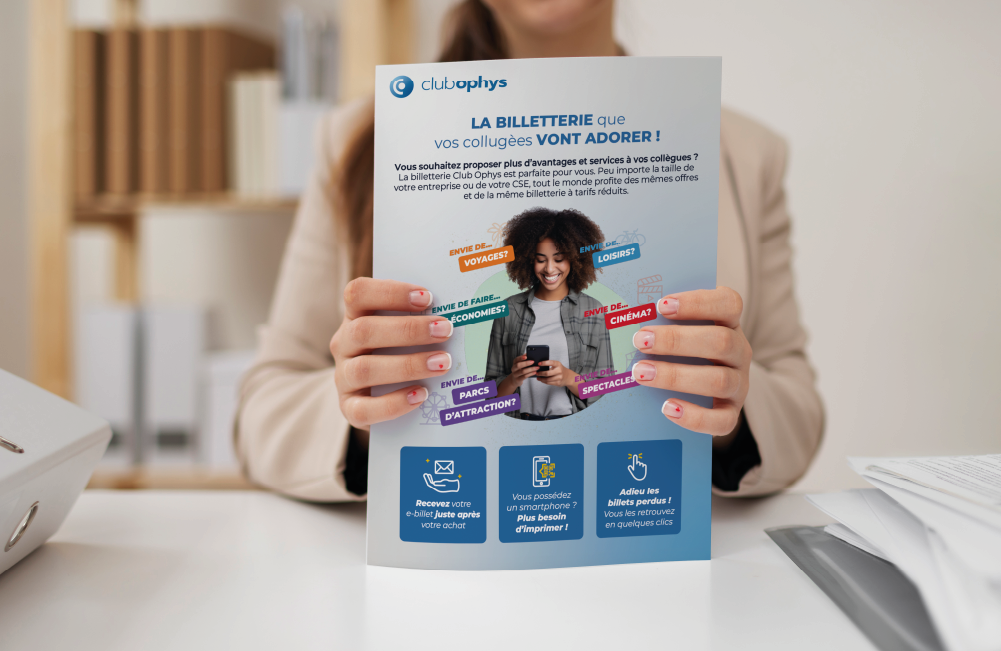 clubophys
LA BILLETTERIE que
vos collugèes VONT ADORER !
Vous souhaitez proposer plus d'avantages et services à vos collègues ?
La billetterie Club Ophys est parfaite pour vous. Peu importe la taille de
votre entreprise ou de votre CSE, tout le monde profite des mêmes offres
et de la même billetterie à tarifs réduits.
ENVIE DE...
VOYAGES?
ENVIE DE...
LOISIRS?
ENVIE DE FAIRE...
ÉCONOMIES?
ENVIE DE...
CINÉMA?
ENVIE DE...
PARCS
D'ATTRACTION?
ENVIE DE...
SPECTACLES
Recevez votre
e-billet juste après
votre achat
Vous possédez
un smartphone ?
Plus besoin
d'imprimer !
Adieu les
billets perdus !
Vous les retrouvez
en quelques clics